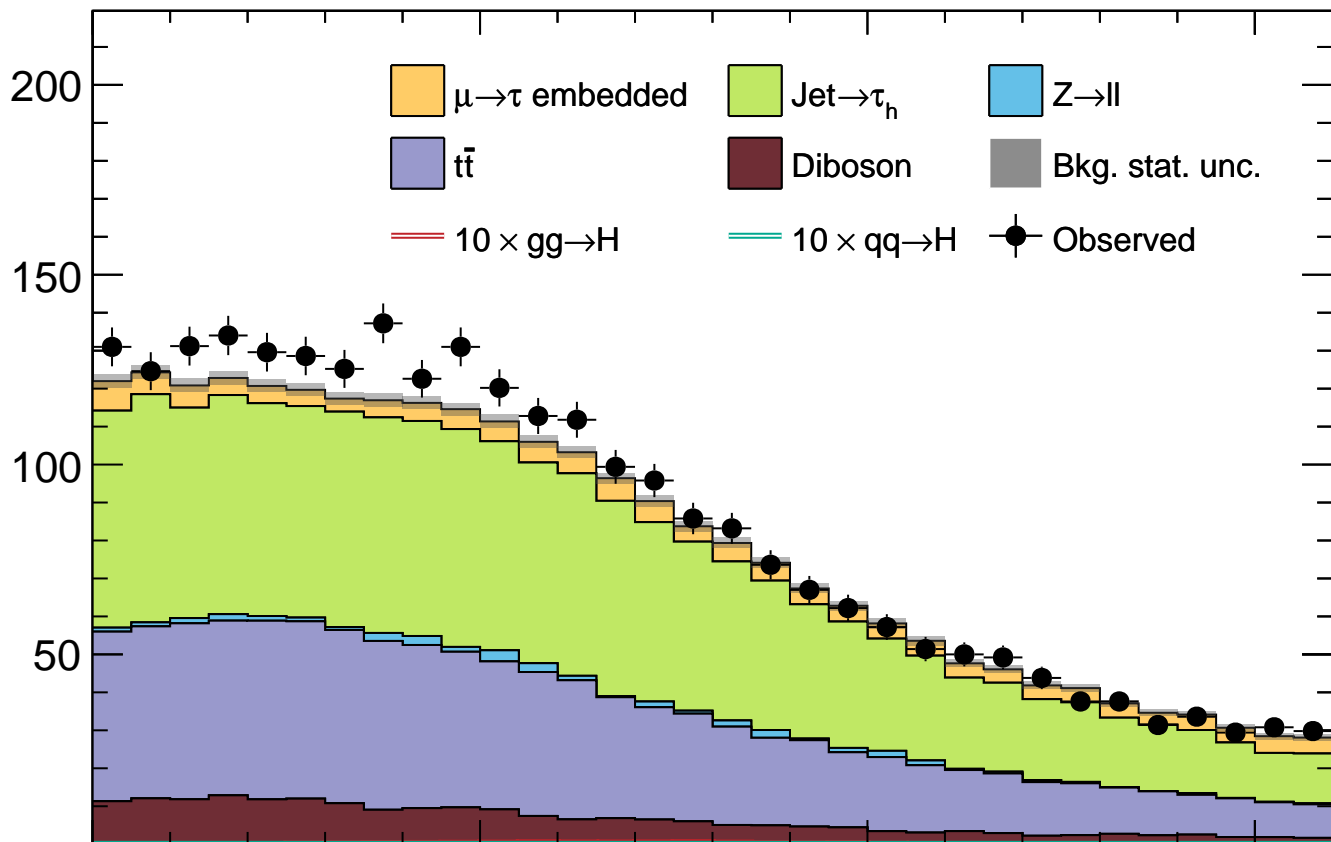 200
μ→τ embedded
Jet→τₕ
Z→ll
tt̄
Diboson
Bkg. stat. unc.
10 × gg→H
10 × qq→H
Observed
150
100
50